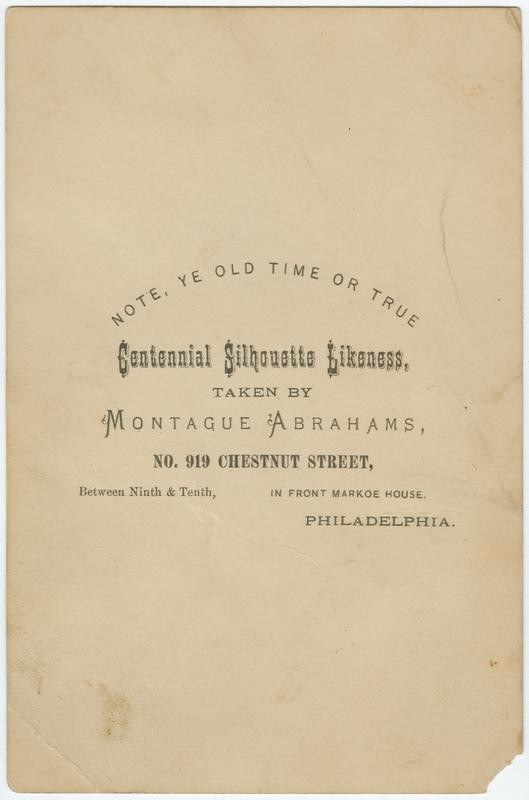 NOTE, YE OLD TIME OR TRUE
Centennial Silhouette Likeness,
TAKEN BY
MONTAGUE ABRAHAMS,
NO. 919 CHESTNUT STREET,
Between Ninth & Tenth, IN FRONT MARKOE HOUSE.
PHILADELPHIA.